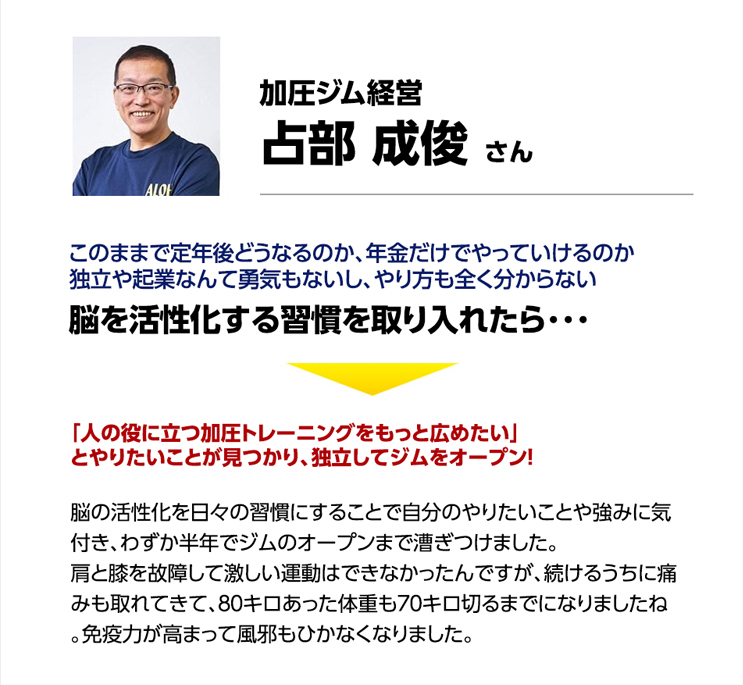 加圧ジム経営
占部 成俊 さん
ALOH
このままで定年後どうなるのか、年金だけでやっていけるのか
独立や起業なんて勇気もないし、やり方も全く分からない
脳を活性化する習慣を取り入れたら・・・
「人の役に立つ加圧トレーニングをもっと広めたい」
とやりたいことが見つかり、独立してジムをオープン!
脳の活性化を日々の習慣にすることで自分のやりたいことや強みに気
付き、わずか半年でジムのオープンまで漕ぎつけました。
肩と膝を故障して激しい運動はできなかったんですが、続けるうちに痛
みも取れてきて、80キロあった体重も70キロ切るまでになりましたね
。免疫力が高まって風邪もひかなくなりました。